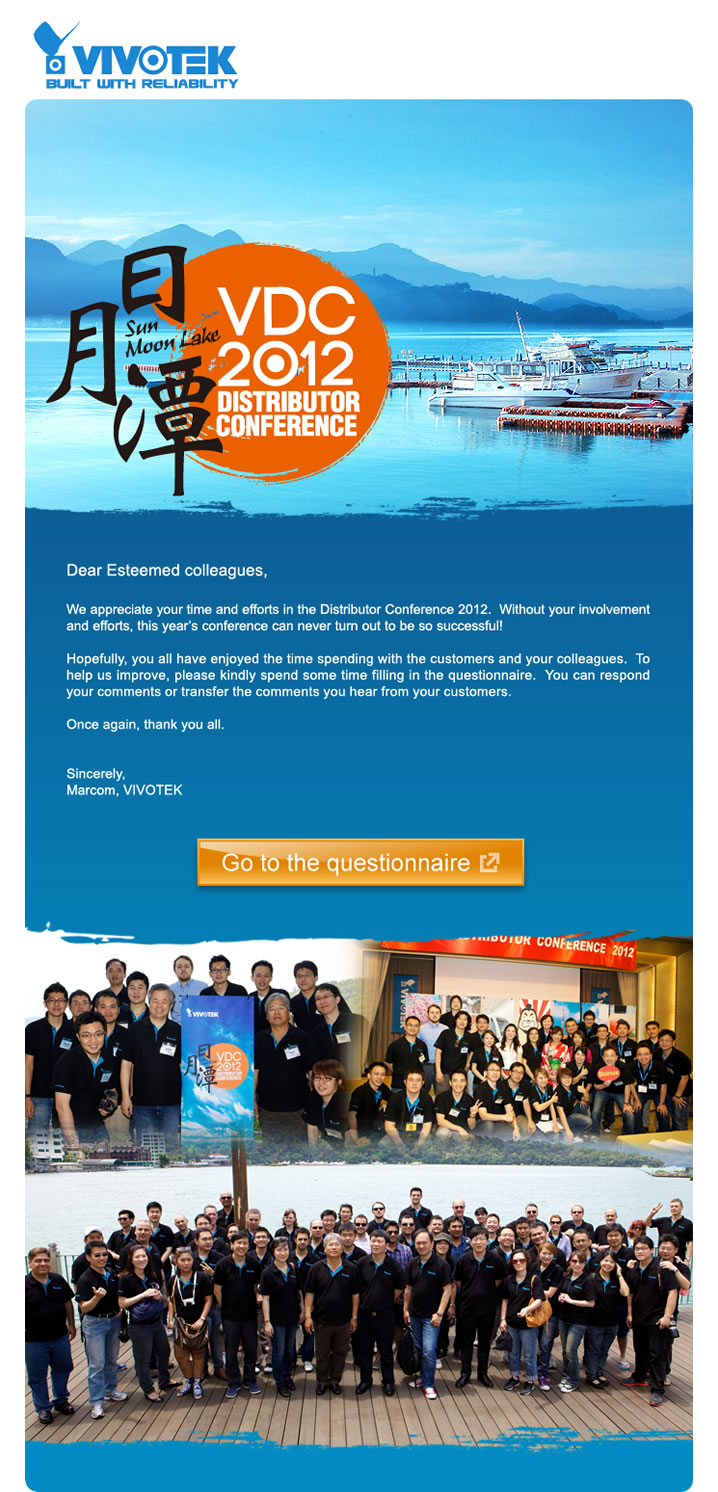 VIVOTEK
BUILT WITH RELIABILITY
日月潭
Sun
Moon Lake
VDC
2012
DISTRIBUTOR
CONFERENCE
Dear Esteemed colleagues,
We appreciate your time and efforts in the Distributor Conference 2012. Without your involvement
and efforts, this year's conference can never turn out to be so successful!
Hopefully, you all have enjoyed the time spending with the customers and your colleagues. To
help us improve, please kindly spend some time filling in the questionnaire. You can respond
your comments or transfer the comments you hear from your customers.
Once again, thank you all.
Sincerely,
Marcom, VIVOTEK
Go to the questionnaire
CONFERENCE 2012
VIVOTEK
日月潭
VDC
2012
DISTRIBUTOR
CONFERENCE
Bonus